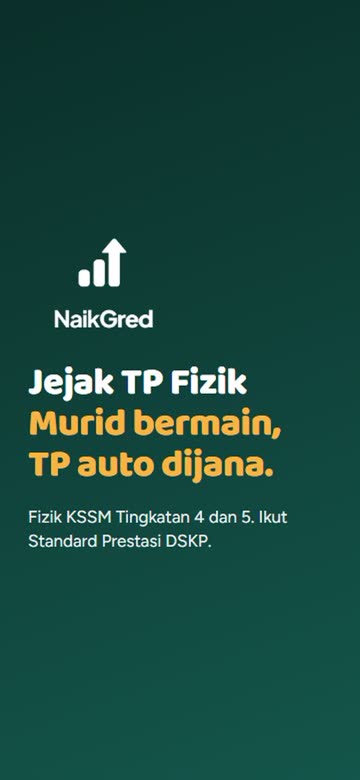 NaikGred
Jejak TP Fizik
Murid bermain,
TP auto dijana.
Fizik KSSM Tingkatan 4 dan 5. Ikut
Standard Prestasi DSKP.